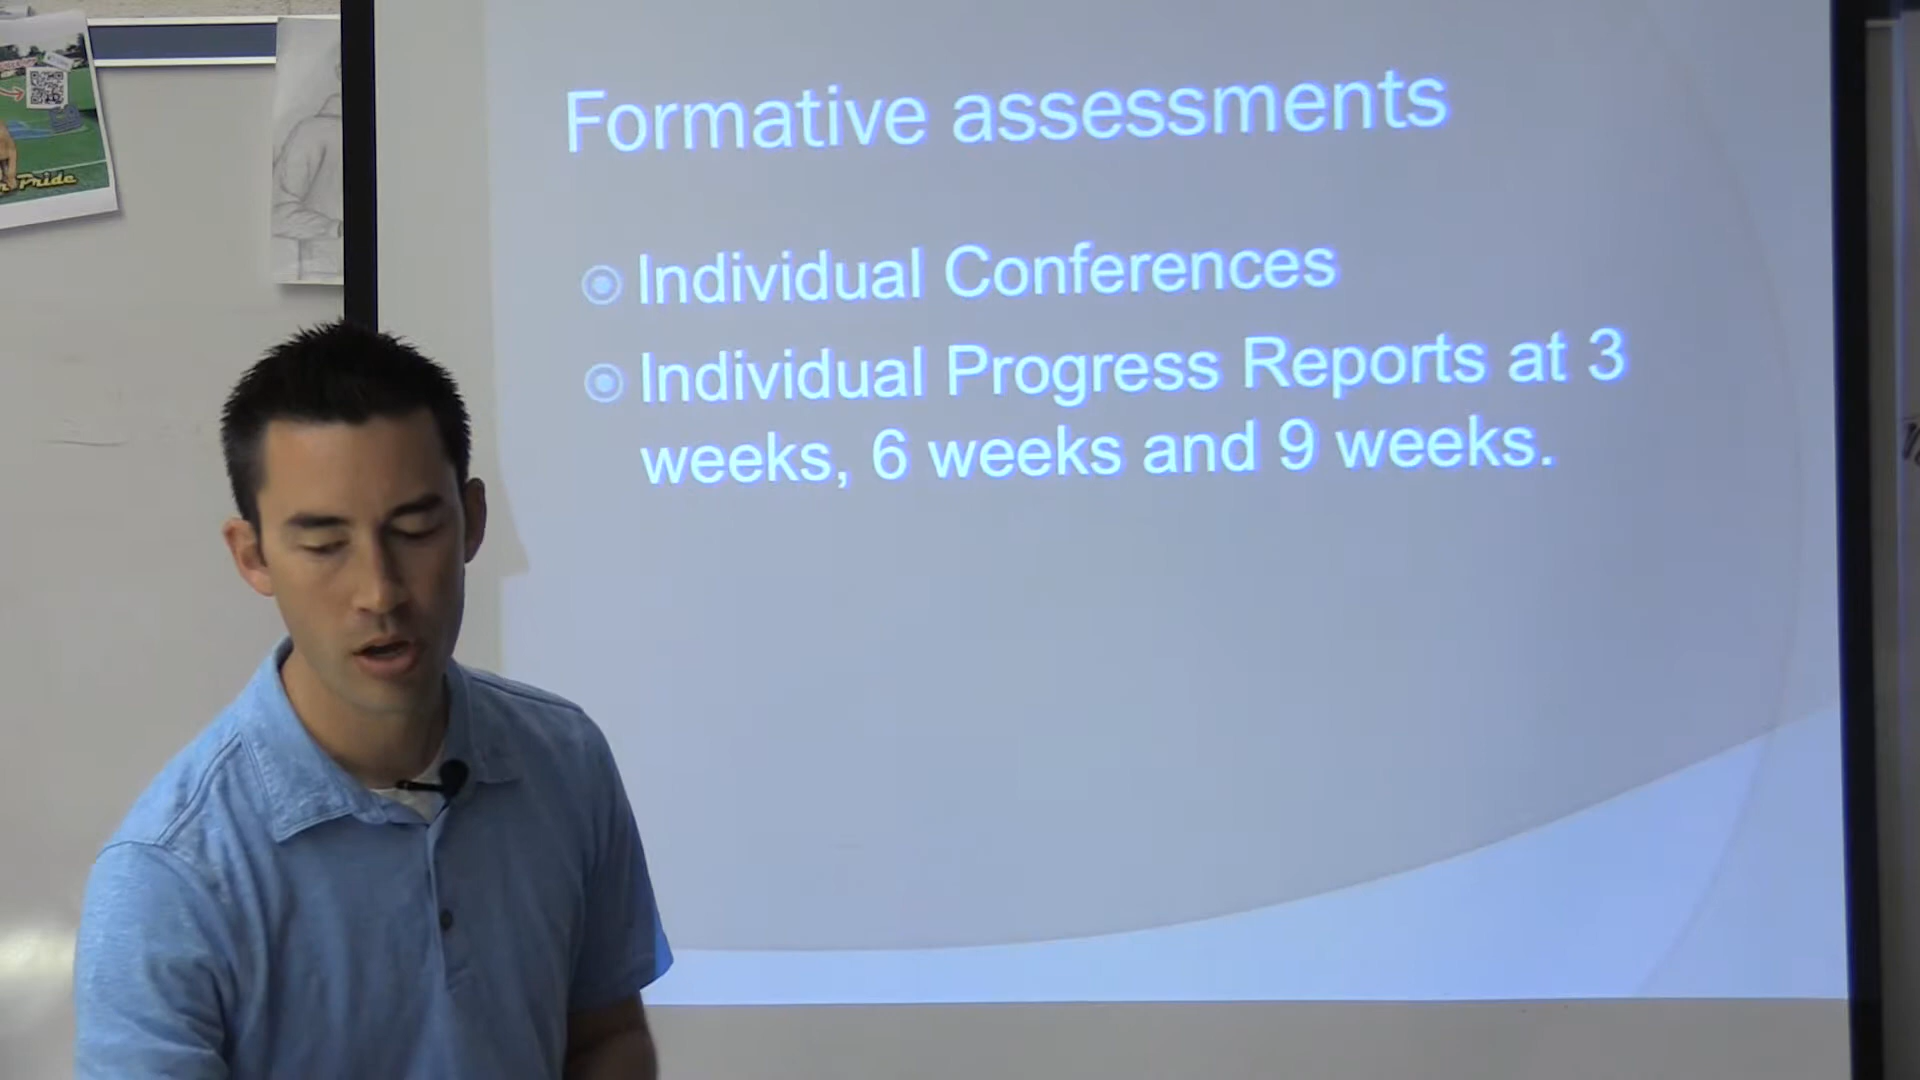 Formative assessments
Individual Conferences
Individual Progress Reports at 3
weeks, 6 weeks and 9 weeks.
Pride